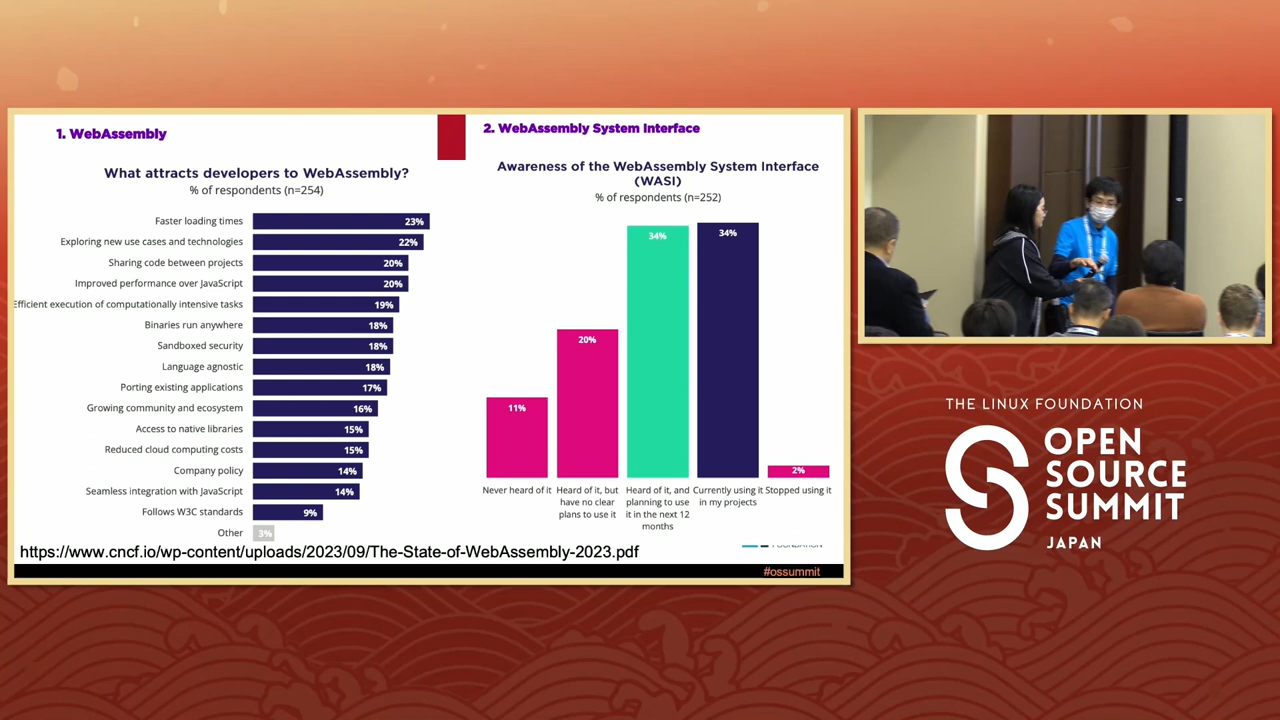 1. WebAssembly
What attracts developers to WebAssembly?
% of respondents (n=254)
Faster loading times 23%
Exploring new use cases and technologies 22%
Sharing code between projects 20%
Improved performance over JavaScript 20%
Efficient execution of computationally intensive tasks 19%
Binaries run anywhere 18%
Sandboxed security 18%
Language agnostic 18%
Porting existing applications 17%
Growing community and ecosystem 16%
Access to native libraries 15%
Reduced cloud computing costs 15%
Company policy 14%
Seamless integration with JavaScript 14%
Follows W3C standards 9%
Other 3%
2. WebAssembly System Interface
Awareness of the WebAssembly System Interface
(WASI)
% of respondents (n=252)
11%
20%
34%
34%
2%
Never heard of it
Heard of it, but
have no clear
plans to use it
Heard of it, and
planning to use
it in the next 12
months
Currently using it
in my projects
Stopped using it
https://www.cncf.io/wp-content/uploads/2023/09/The-State-of-WebAssembly-2023.pdf
#ossummit
THE LINUX FOUNDATION
OPEN
SOURCE
SUMMIT
JAPAN